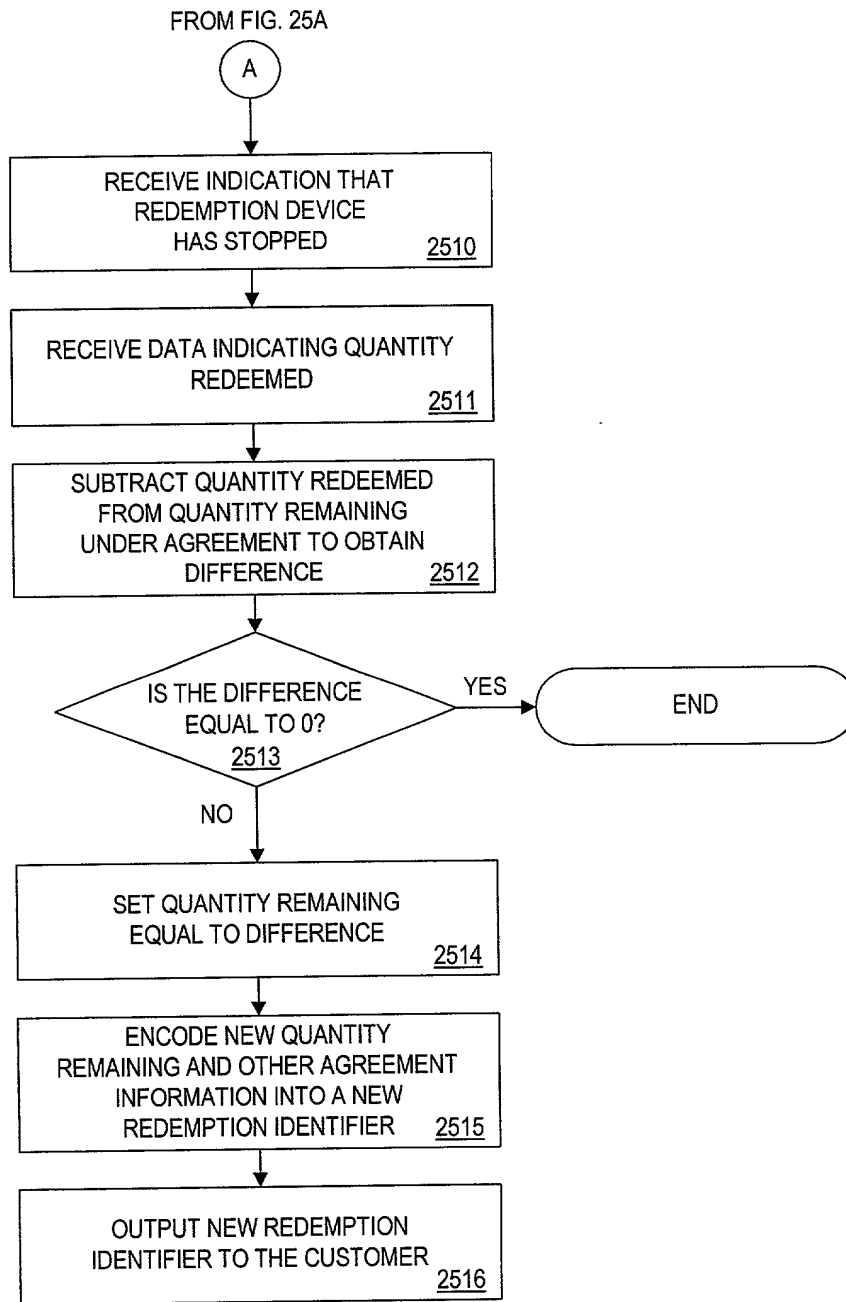 FROM FIG. 25A
A
RECEIVE INDICATION THAT
REDEMPTION DEVICE
HAS STOPPED
2510
RECEIVE DATA INDICATING QUANTITY
REDEEMED
2511
SUBTRACT QUANTITY REDEEMED
FROM QUANTITY REMAINING
UNDER AGREEMENT TO OBTAIN
DIFFERENCE
2512
IS THE DIFFERENCE
EQUAL TO 0?
2513
YES
END
NO
SET QUANTITY REMAINING
EQUAL TO DIFFERENCE
2514
ENCODE NEW QUANTITY
REMAINING AND OTHER AGREEMENT
INFORMATION INTO A NEW
REDEMPTION IDENTIFIER
2515
OUTPUT NEW REDEMPTION
IDENTIFIER TO THE CUSTOMER
2516